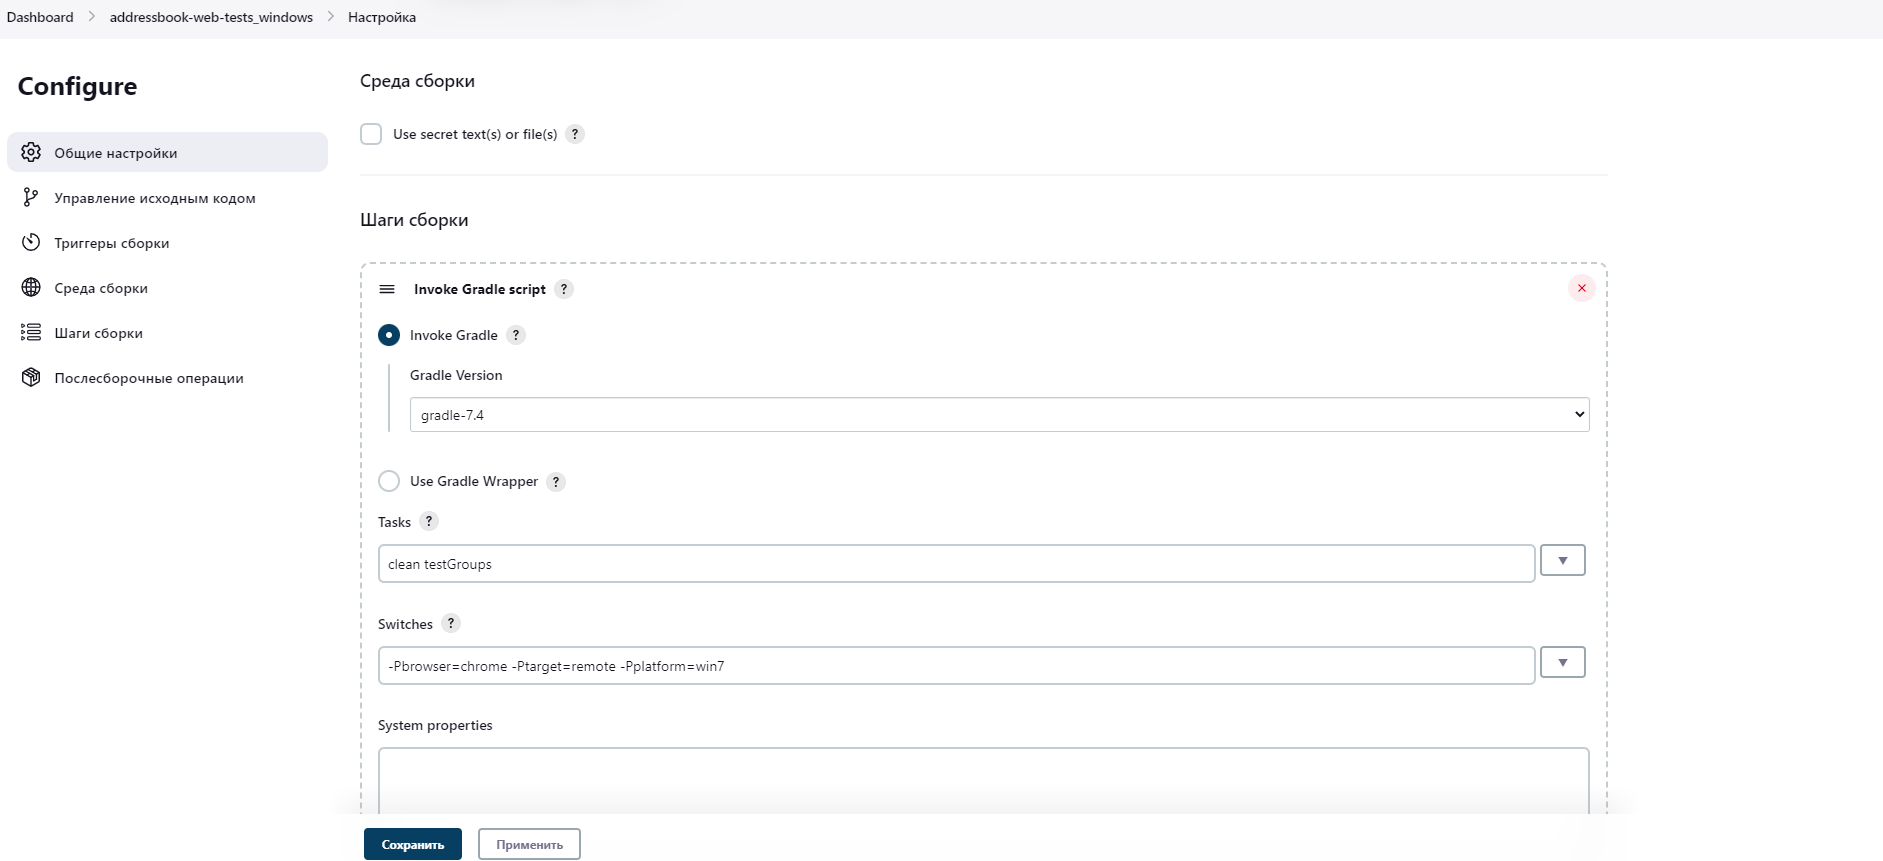 Dashboard > addressbook-web-tests_windows > Настройка
Configure
Общие настройки
Управление исходным кодом
Триггеры сборки
Среда сборки
Шаги сборки
Послесборочные операции
Среда сборки
Use secret text(s) or file(s) ?
Шаги сборки
Invoke Gradle script ?
Invoke Gradle ?
Gradle Version
gradle-7.4
Use Gradle Wrapper ?
Tasks ?
clean testGroups
Switches ?
-Pbrowser=chrome -Ptarget=remote -Pplatform=win7
System properties
Сохранить
Применить